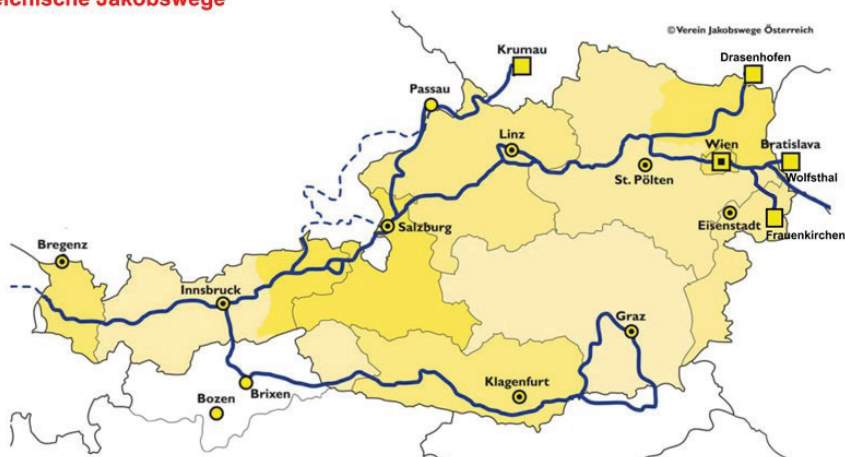 Jakobswege
© Verein Jakobswege Österreich
Krumau
Drasenhofen
Passau
Linz
Wien
Bratislava
Wolfsthal
St. Pölten
Salzburg
Eisenstadt
Frauenkirchen
Bregenz
Innsbruck
Graz
Klagenfurt
Brixen
Bozen